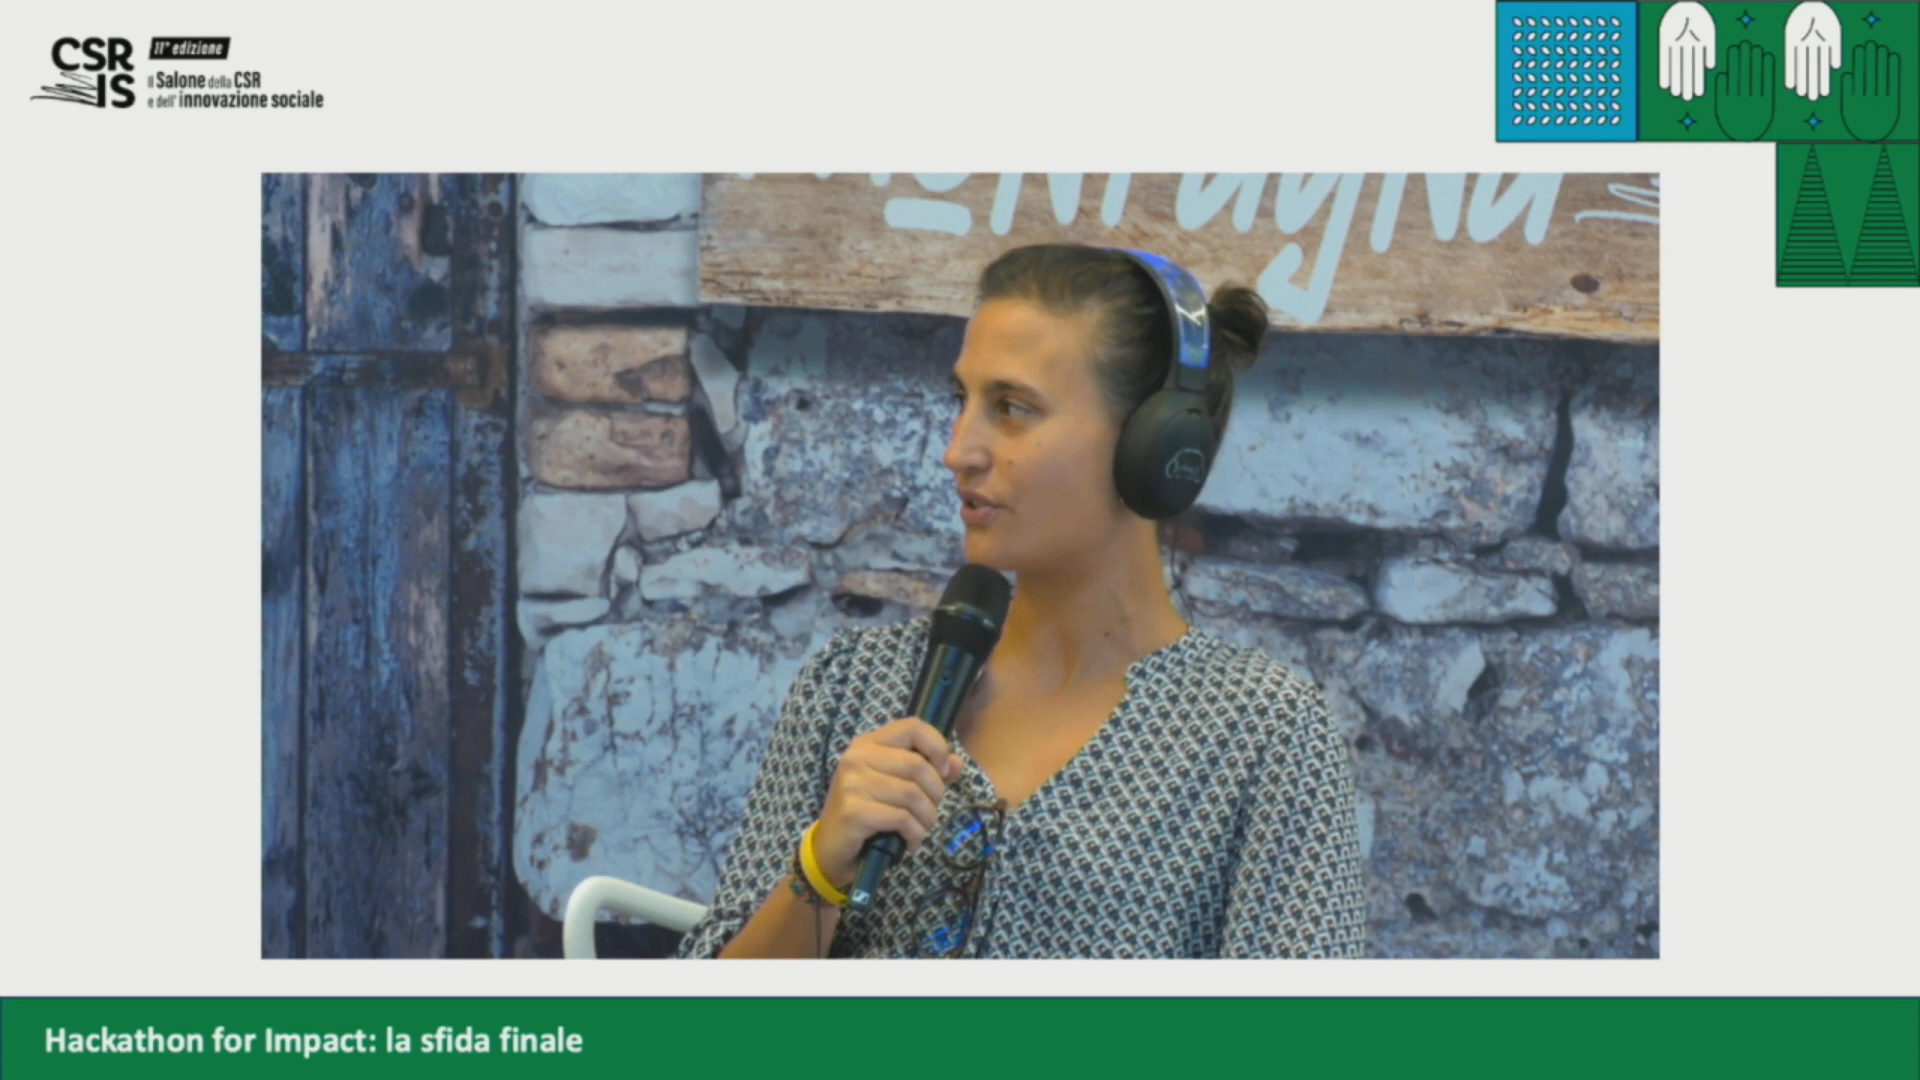 CSR
IS
11ª edizione
Il Salone della CSR
e dell'innovazione sociale
Hackathon for Impact: la sfida finale